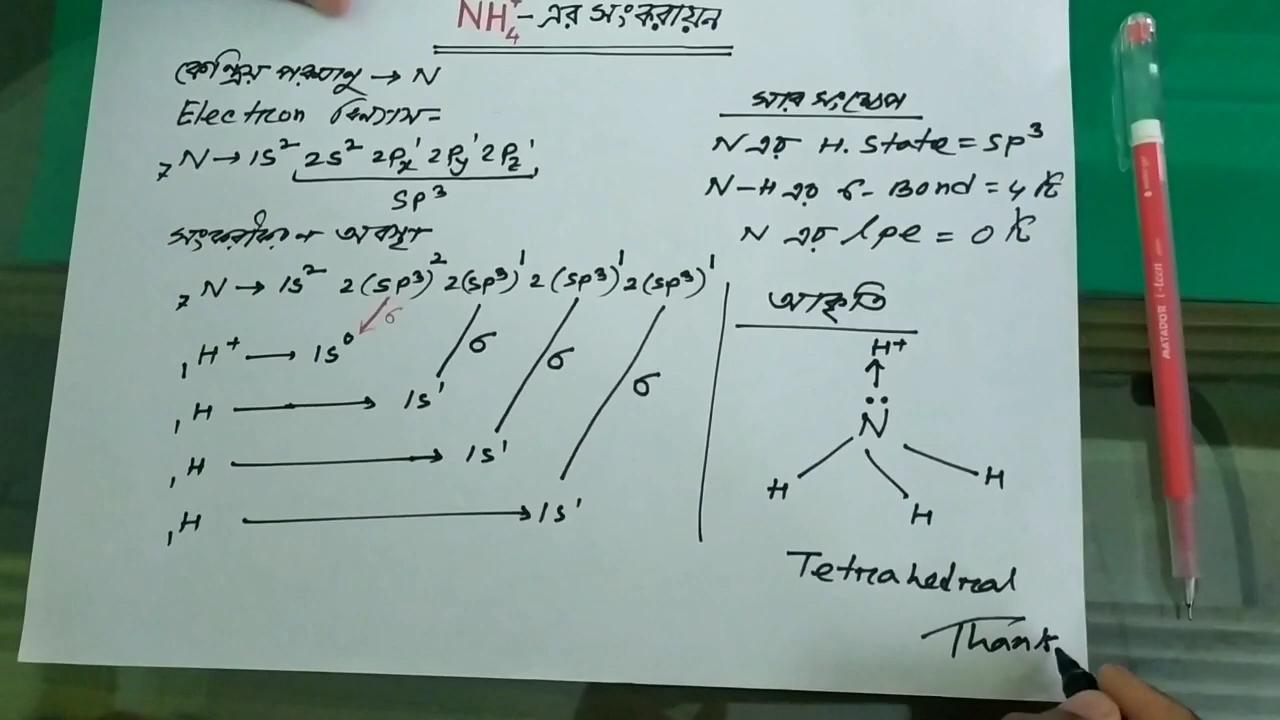 NH₄⁺-এর সংকরায়ন
কেন্দ্রিয় পরমাণু → N
Electron বিন্যাস=
₇N → 1s² 2s² 2Px¹ 2Py¹ 2Pz¹
SP³
সংকরায়ণ অবস্থা
₇N → 1s² 2(sp³)² 2(sp³)¹ 2(sp³)¹ 2(sp³)¹
σ
₁H⁺ → 1s⁰ σ
σ
σ
₁H → 1s¹
₁H → 1s¹
₁H → 1s¹
সার সংক্ষেপ
N এর H. State = SP³
N-H এর σ- Bond = 4 টি
N এর lpe = 0 টি
আকৃতি
H⁺
↑
N̈
H H H
Tetrahedral
Thank
MATADOR i-teen